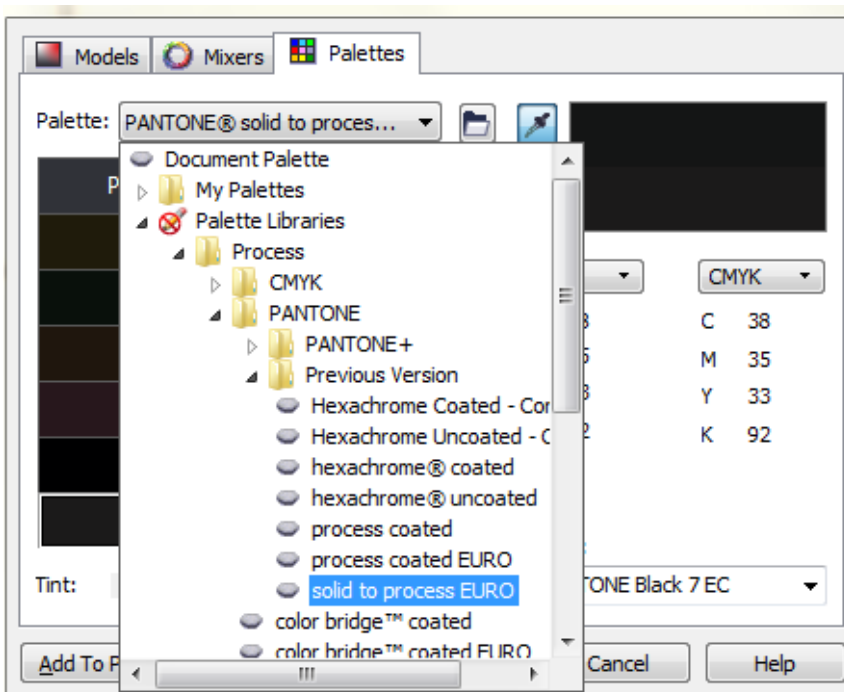 Models Mixers Palettes
Palette: PANTONE® solid to proces...
Document Palette
My Palettes
Palette Libraries
Process
CMYK
CMYK
PANTONE
C 38
PANTONE+
M 35
Previous Version
Y 33
Hexachrome Coated - Cor
Hexachrome Uncoated - C
K 92
hexachrome® coated
hexachrome® uncoated
process coated
process coated EURO
Tint:
solid to process EURO
TONE Black 7 EC
color bridge™ coated
color bridge™ coated EURO
Add To P
Cancel
Help